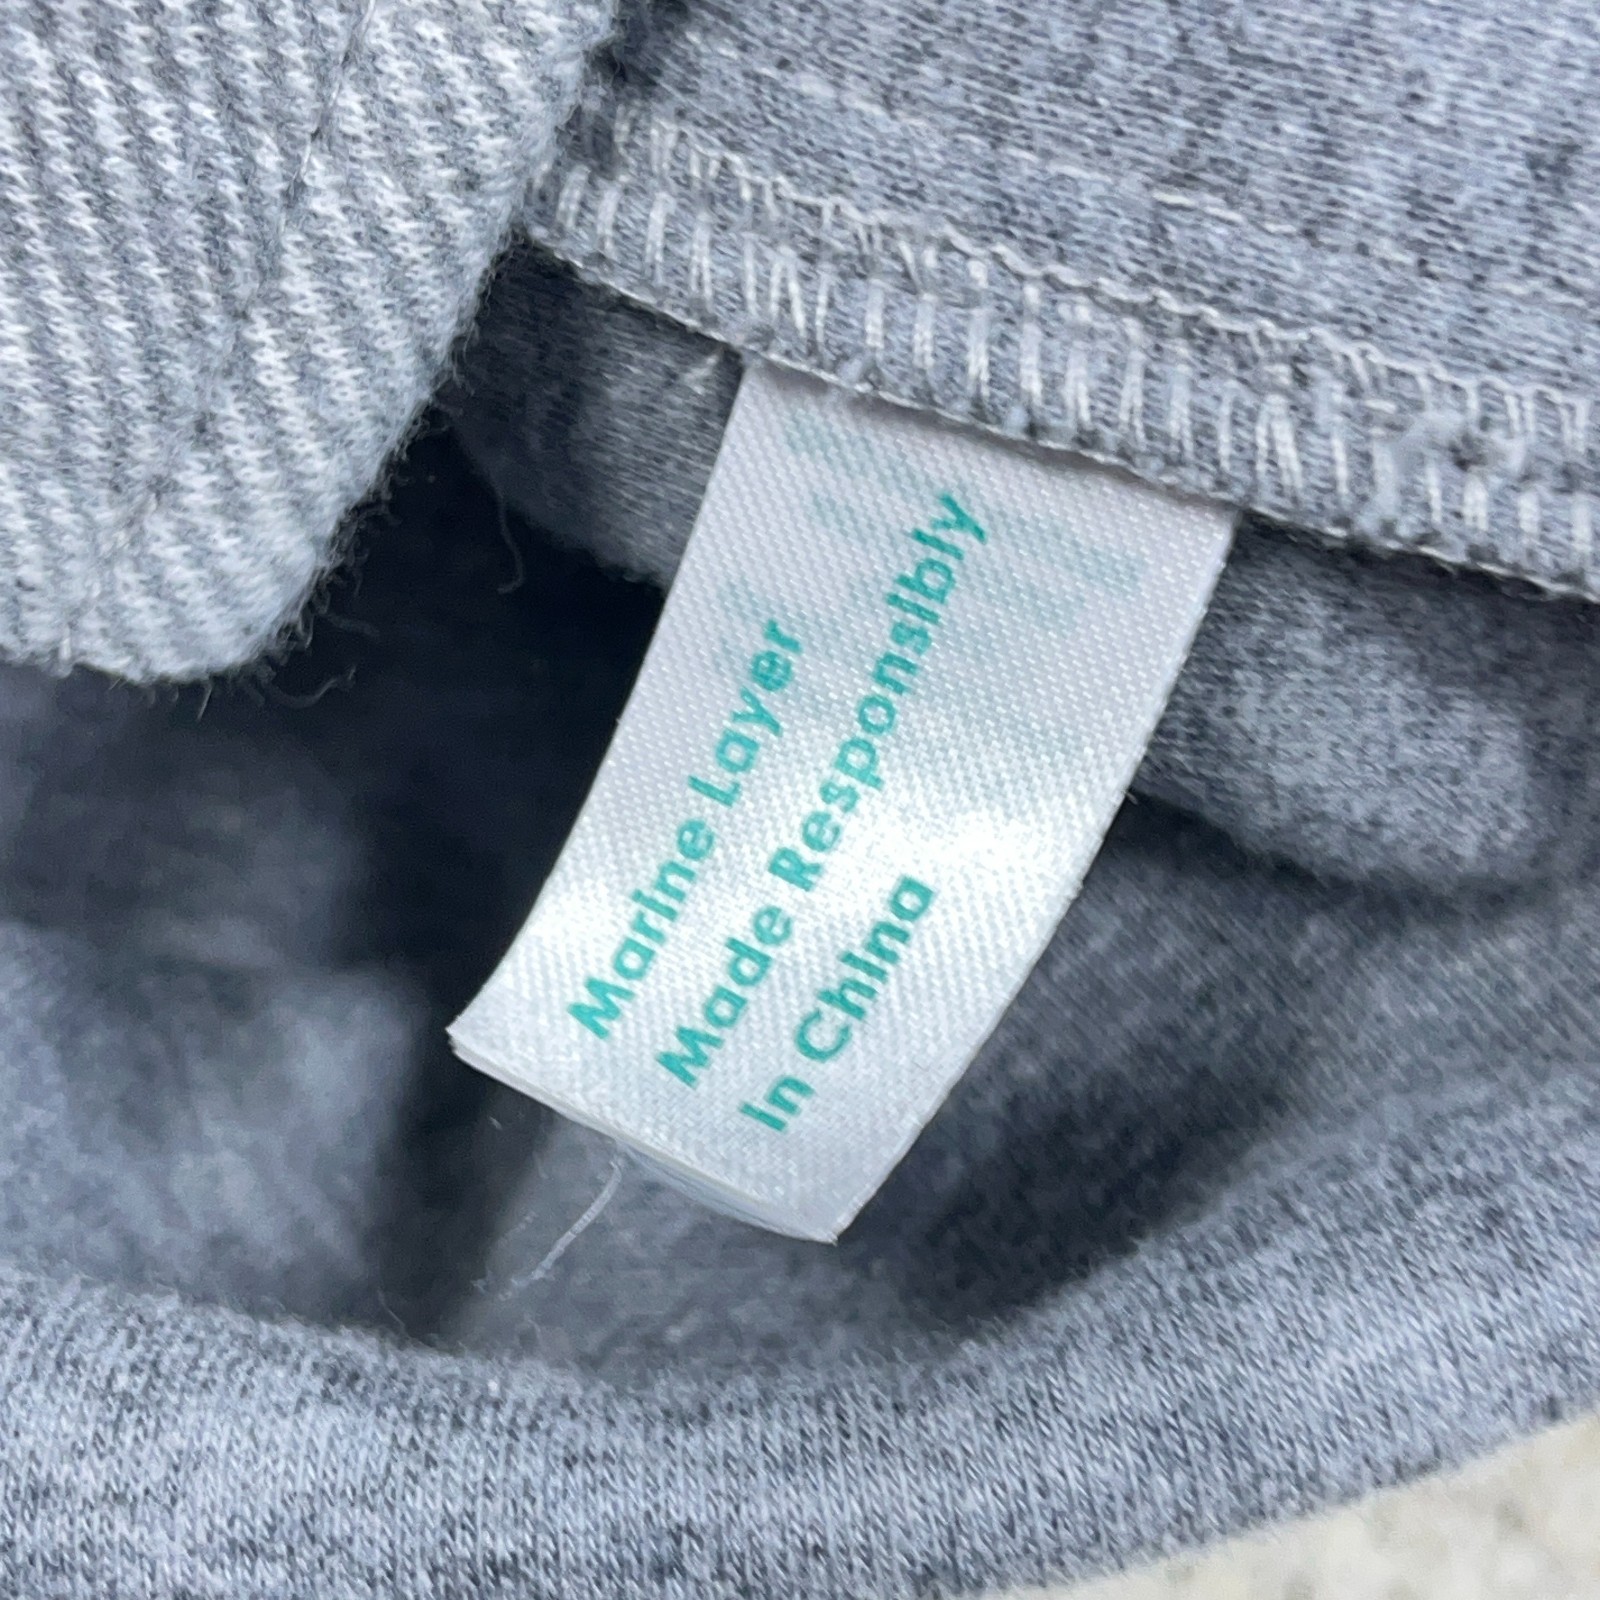 Marine Layer
Made Responsibly
In China